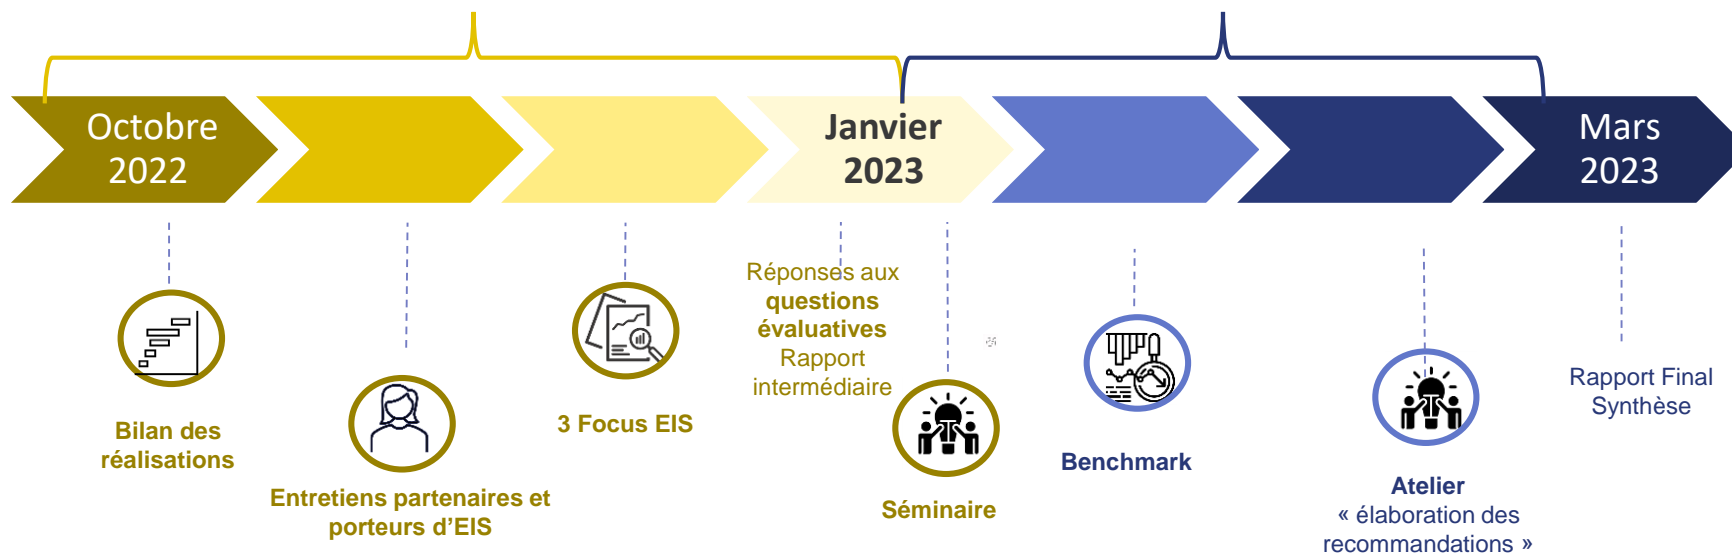 Octobre
2022
Janvier
2023
Mars
2023
Bilan des
réalisations
Entretiens partenaires et
porteurs d'EIS
3 Focus EIS
Réponses aux
questions
évaluatives
Rapport
intermédiaire
Séminaire
Benchmark
Atelier
« élaboration des
recommandations »
Rapport Final
Synthèse